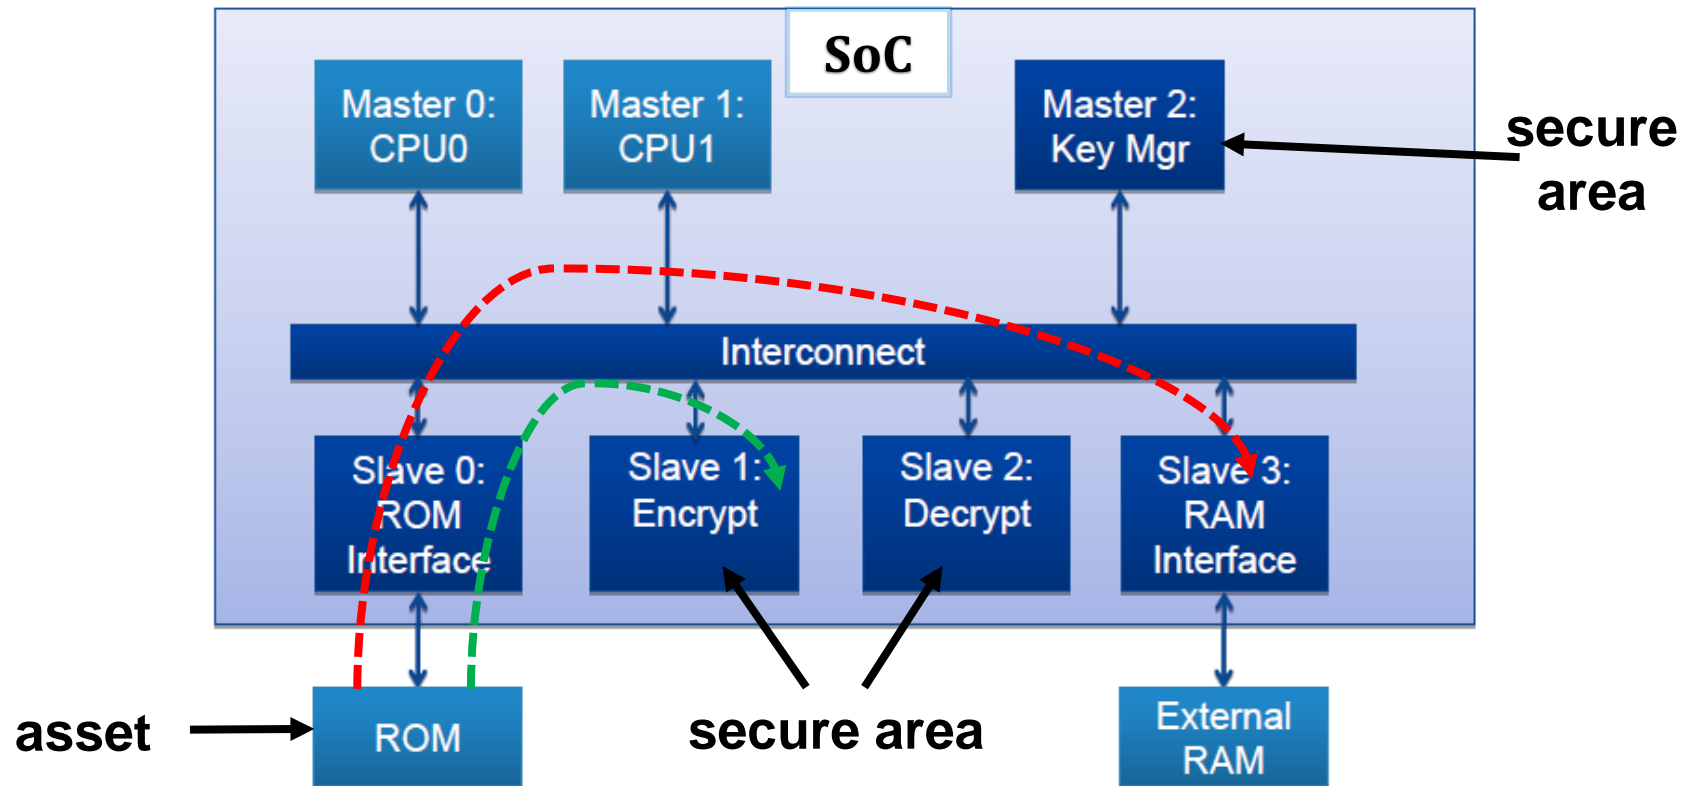 SoC
Master 0:
CPU0
Master 1:
CPU1
Master 2:
Key Mgr
secure
area
Interconnect
Slave 0:
ROM
Interface
Slave 1:
Encrypt
Slave 2:
Decrypt
Slave 3:
RAM
Interface
asset
ROM
secure area
External
RAM